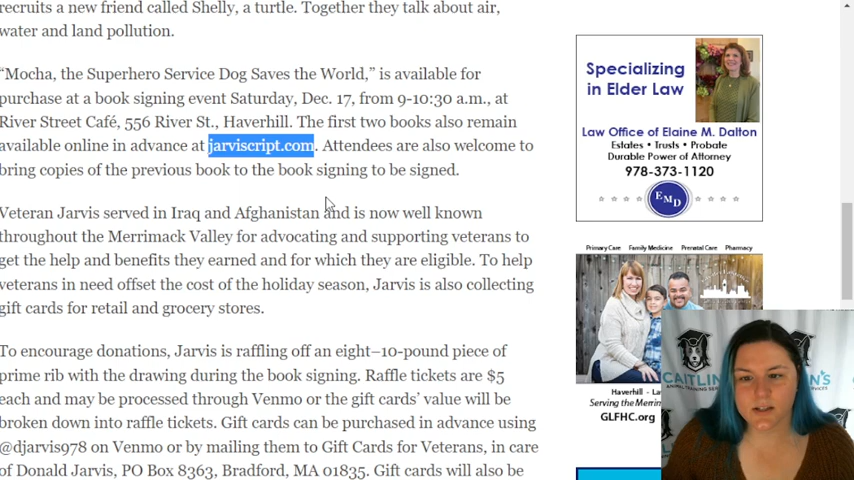 recruits a new friend called Shelly, a turtle. Together they talk about air,
water and land pollution.
“Mocha, the Superhero Service Dog Saves the World,” is available for
purchase at a book signing event Saturday, Dec. 17, from 9-10:30 a.m., at
River Street Café, 556 River St., Haverhill. The first two books also remain
available online in advance at jarviscript.com. Attendees are also welcome to
bring copies of the previous book to the book signing to be signed.
Veteran Jarvis served in Iraq and Afghanistan and is now well known
throughout the Merrimack Valley for advocating and supporting veterans to
get the help and benefits they earned and for which they are eligible. To help
veterans in need offset the cost of the holiday season, Jarvis is also collecting
gift cards for retail and grocery stores.
To encourage donations, Jarvis is raffling off an eight–10-pound piece of
prime rib with the drawing during the book signing. Raffle tickets are $5
each and may be processed through Venmo or the gift cards’ value will be
broken down into raffle tickets. Gift cards can be purchased in advance using
@djarvis978 on Venmo or by mailing them to Gift Cards for Veterans, in care
of Donald Jarvis, PO Box 8363, Bradford, MA 01835. Gift cards will also be
Specializing
in Elder Law
Law Office of Elaine M. Dalton
Estates • Trusts • Probate
Durable Power of Attorney
978-373-1120
EMD
Primary Care Family Medicine Prenatal Care Pharmacy
Haverhill - La
Serving the Merrim
GLFHC.org
CAITLIN